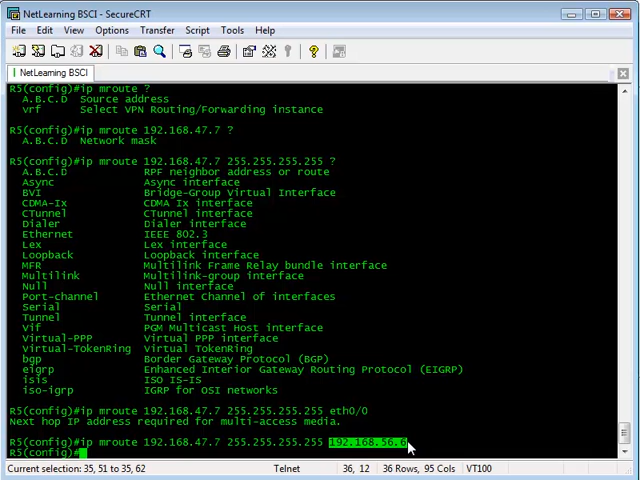 NetLearning BSCI - SecureCRT
File Edit View Options Transfer Script Tools Help
NetLearning BSCI
R5(config)#ip mroute ?
A.B.C.D Source address
vrf Select VPN Routing/Forwarding instance
R5(config)#ip mroute 192.168.47.7 ?
A.B.C.D Network mask
R5(config)#ip mroute 192.168.47.7 255.255.255.255 ?
A.B.C.D RPF neighbor address or route
Async Async interface
BVI Bridge-Group Virtual Interface
CDMA-Ix CDMA Ix interface
CTunnel CTunnel interface
Dialer Dialer interface
Ethernet IEEE 802.3
Lex Lex interface
Loopback Loopback interface
MFR Multilink Frame Relay bundle interface
Multilink Multilink-group interface
Null Null interface
Port-channel Ethernet Channel of interfaces
Serial Serial
Tunnel Tunnel interface
Vif PGM Multicast Host interface
Virtual-PPP Virtual PPP interface
Virtual-TokenRing Virtual TokenRing
bgp Border Gateway Protocol (BGP)
eigrp Enhanced Interior Gateway Routing Protocol (EIGRP)
isis ISO IS-IS
iso-igrp IGRP for OSI networks
R5(config)#ip mroute 192.168.47.7 255.255.255.255 eth0/0
Next hop IP address required for multi-access media.
R5(config)#ip mroute 192.168.47.7 255.255.255.255 192.168.56.6
R5(config)#
Current selection: 35, 51 to 35, 62 Telnet 36, 12 36 Rows, 95 Cols VT100